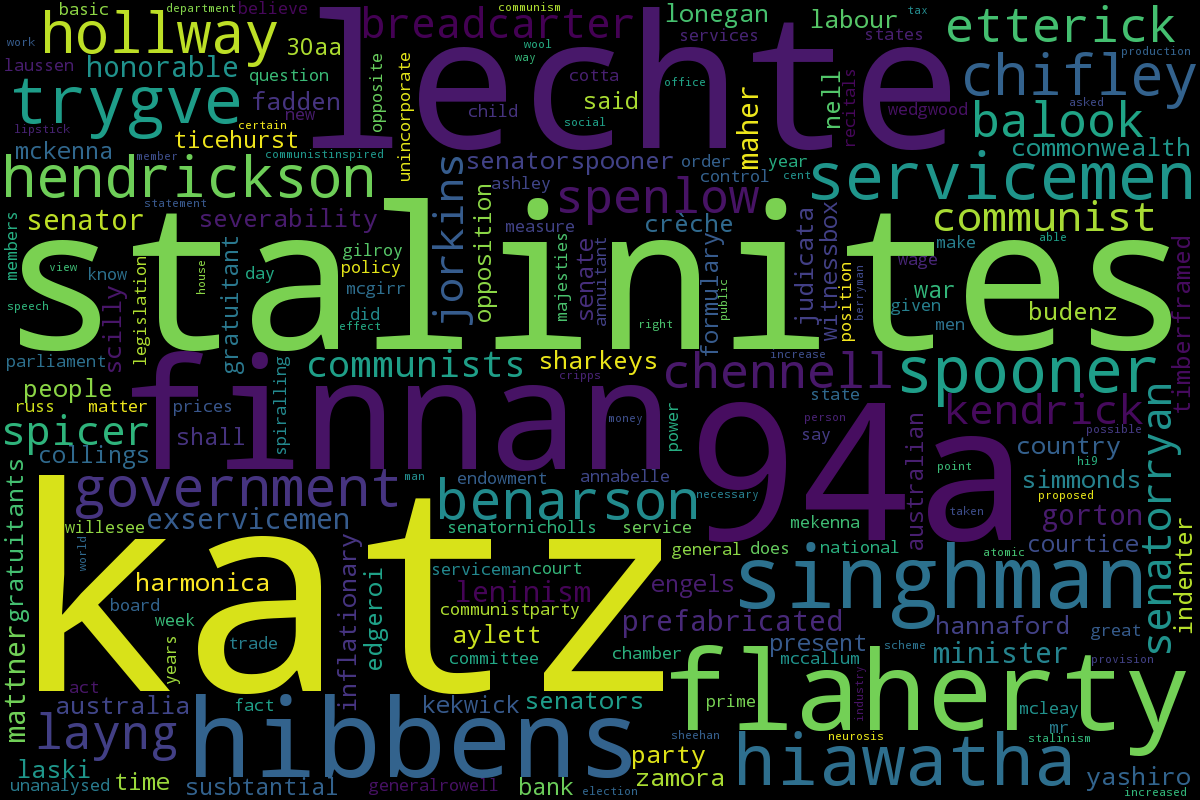 basic
department
believe
communism
breadcarter
lonegan
labour
tax
etterick
work
hollway
30aa
lechte
wool
way
services
states
production
laussen
honorable
question
opposite
cotta
office
chifley
trygve
fadden
new
unincorporate
child
said
nell
recitals
wedgwood
asked
balook
lipstick
certain
social
maher
ticehurst
mckenna
member
communistinspired
senatorspooner
order
year
commonwealth
hendrickson
ashley
control
cent
servicemen
statement
jorkins
spenlow
senator
severability
opposition
measure
crèche
judicata
witnessbox
communist
members
stalinites
gilroy
majesties
senate
annuitant
formulary
make
able
view
know
house
gratuitant
day
policy
wage
timberframed
legislation
mcgirr
position
berryman
war
speech
scilly
did
effect
right
public
given
men
budenz
parliament
communists
sharkeys
chennell
increase
spooner
people
finnan
cripps
state
kendrick
russ
matter
prices
spiralling
money
person
possible
spicer
shall
power
say
94a
australian
country
senatorryan
collings
endowment
annabelle
point
hi9
simmonds
government
man
necessary
proposed
katz
benarson
taken
gorton
willesee
exservicemen
senatornicholls
service
mekenna
indenter
mattnergratuitants
world
inflationary
general
does
national
atomic
courtice
harmonica
edgeroi
serviceman
court
leninism
engels
singhman
board
communistparty
week
aylett
prefabricated
hannaford
great
trade
years
committee
chamber
present
scheme
minister
mccallum
provision
act
flaherty
australia
fact
hibbens
kekwick
senators
prime
industry
mcleay
layng
sheehan
neurosis
mr
stalinism
party
hiawatha
laski
time
zamora
yashiro
unanalysed
susbtantial
generalrowell
bank
election
increased